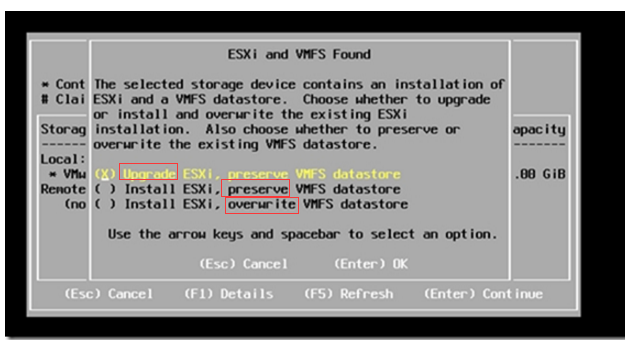 ESXi and VMFS Found
* Cont
# Clai
The selected storage device contains an installation of
ESXi and a VMFS datastore. Choose whether to upgrade
or install and overwrite the existing ESXi
installation. Also choose whether to preserve or
overwrite the existing VMFS datastore.
Storag
apacity
------
-------
Local:
* VMw
(X) Upgrade ESXi, preserve VMFS datastore
.00 GiB
Remote
( ) Install ESXi, preserve VMFS datastore
(no
( ) Install ESXi, overwrite VMFS datastore
Use the arrow keys and spacebar to select an option.
(Esc) Cancel (Enter) OK
(Esc) Cancel (F1) Details (F5) Refresh (Enter) Continue